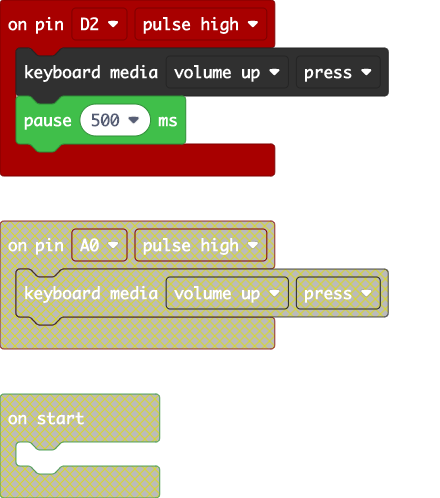 on pin D2 pulse high
keyboard media volume up press
pause 500 ms
on pin A0 pulse high
keyboard media volume up press
on start